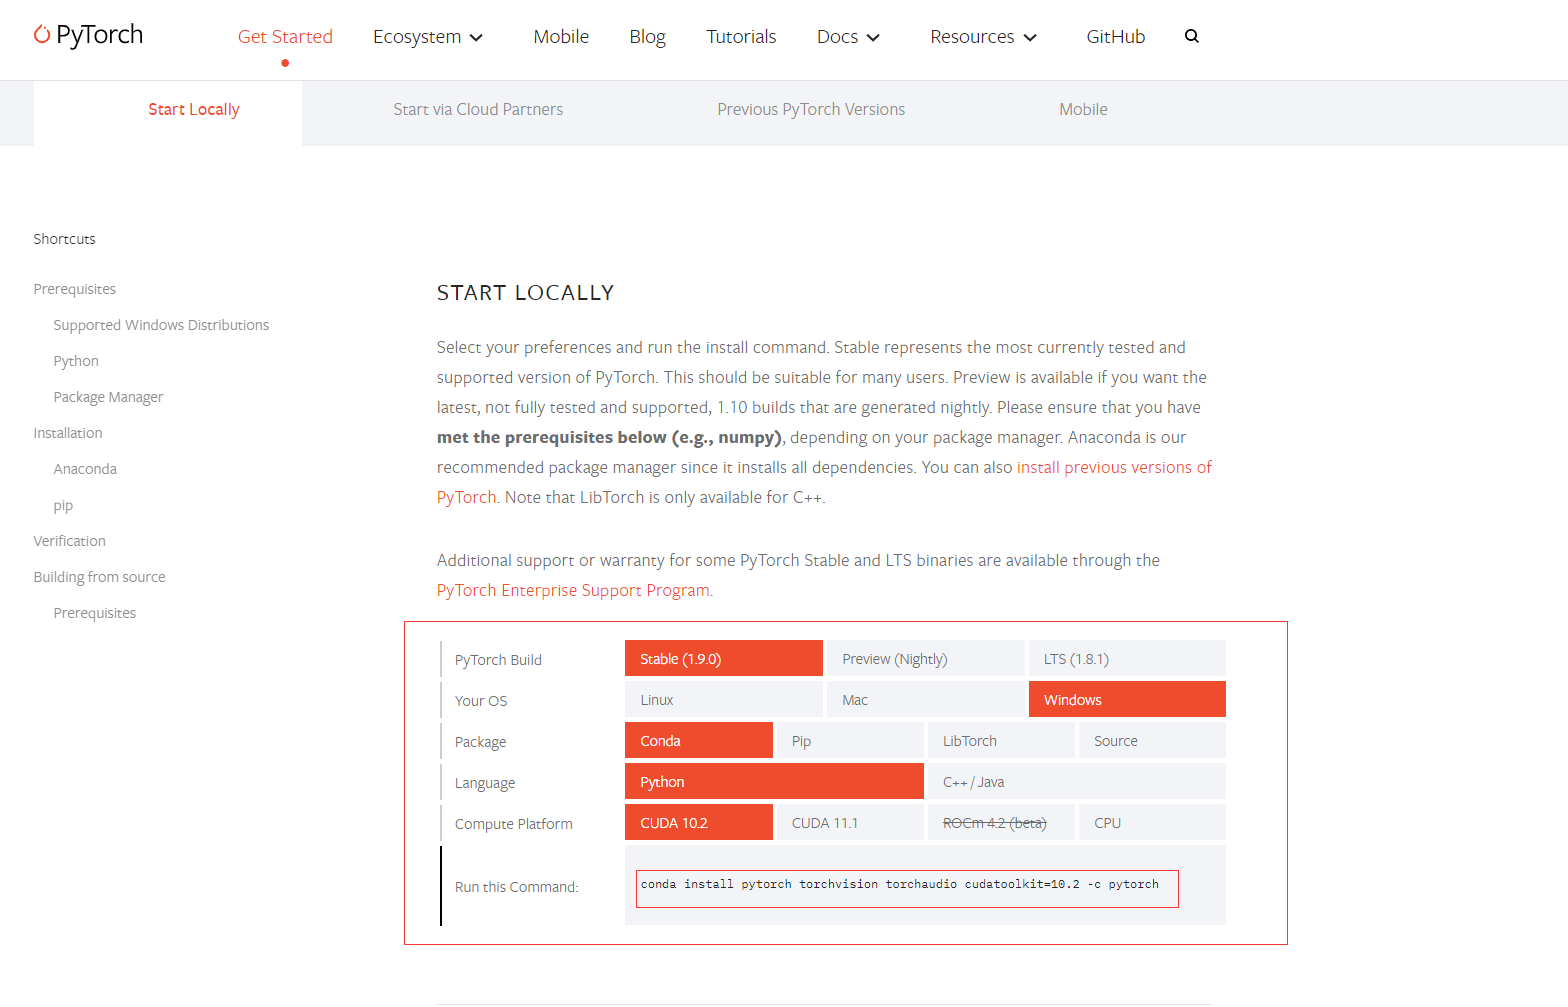 PyTorch
Get Started
Ecosystem
Mobile
Blog
Tutorials
Docs
Resources
GitHub
Start Locally
Start via Cloud Partners
Previous PyTorch Versions
Mobile
Shortcuts
Prerequisites
Supported Windows Distributions
Python
Package Manager
Installation
Anaconda
pip
Verification
Building from source
Prerequisites
START LOCALLY
Select your preferences and run the install command. Stable represents the most currently tested and
supported version of PyTorch. This should be suitable for many users. Preview is available if you want the
latest, not fully tested and supported, 1.10 builds that are generated nightly. Please ensure that you have
met the prerequisites below (e.g., numpy), depending on your package manager. Anaconda is our
recommended package manager since it installs all dependencies. You can also install previous versions of
PyTorch. Note that LibTorch is only available for C++.
Additional support or warranty for some PyTorch Stable and LTS binaries are available through the
PyTorch Enterprise Support Program.
PyTorch Build
Stable (1.9.0)
Preview (Nightly)
LTS (1.8.1)
Your OS
Linux
Mac
Windows
Package
Conda
Pip
LibTorch
Source
Language
Python
C++ / Java
Compute Platform
CUDA 10.2
CUDA 11.1
ROCm 4.2 (beta)
CPU
Run this Command:
conda install pytorch torchvision torchaudio cudatoolkit=10.2 -c pytorch